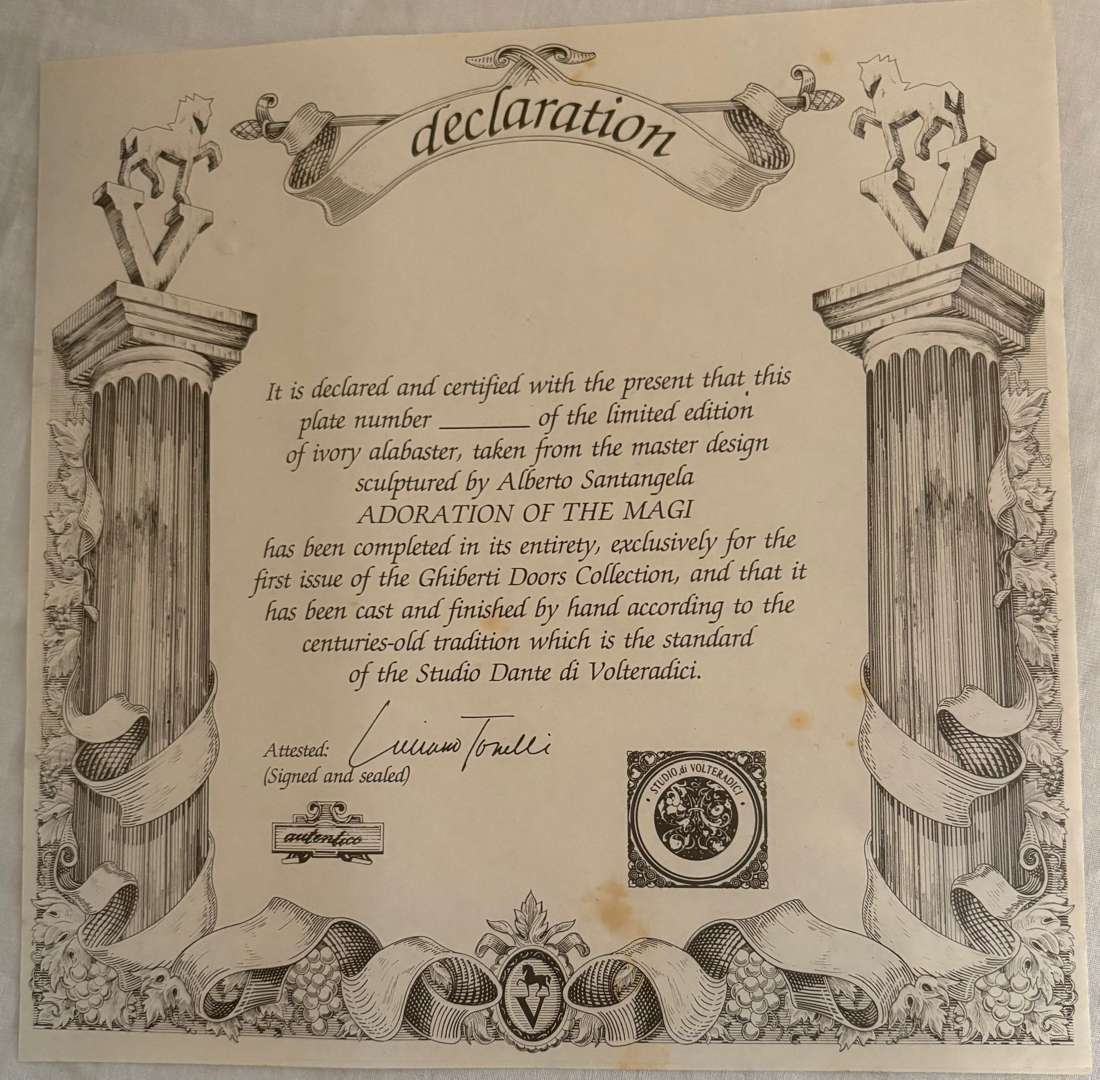 declaration
It is declared and certified with the present that this
plate number ________ of the limited edition
of ivory alabaster, taken from the master design
sculptured by Alberto Santangela
ADORATION OF THE MAGI
has been completed in its entirety, exclusively for the
first issue of the Ghiberti Doors Collection, and that it
has been cast and finished by hand according to the
centuries-old tradition which is the standard
of the Studio Dante di Volteradici.
Attested: Luciano Tonelli
(Signed and sealed)
autentico
STUDIO di VOLTERADICI
V
V
V